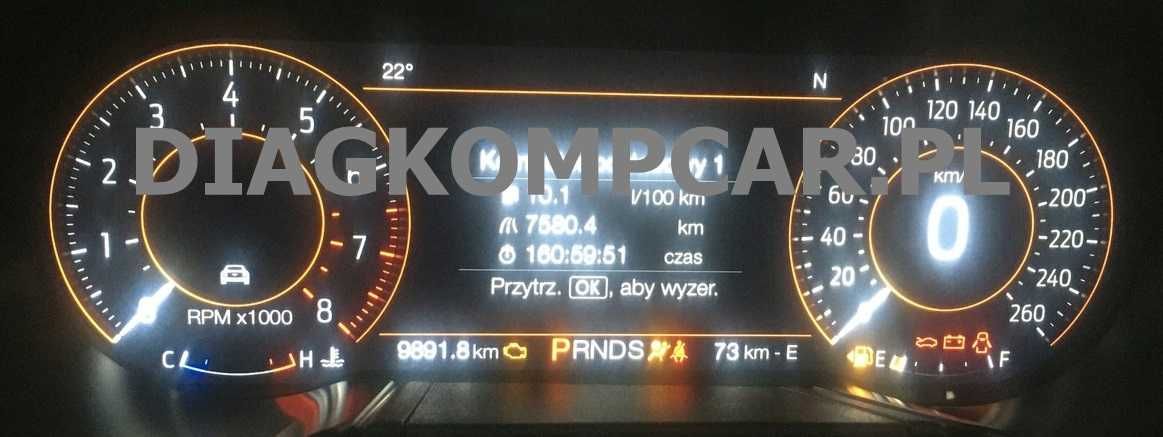 22°
N
DIAGKOMPCAR.PL
1
10.1 l/100 km
7580.4 km
160:59:51 czas
Przytrz. OK, aby wyzer.
1
2
3
4
5
6
7
8
RPM x1000
C H
20
40
60
80
100
120
140
160
180
200
220
240
260
0
9891.8 km PRNDS 73 km - E
E F